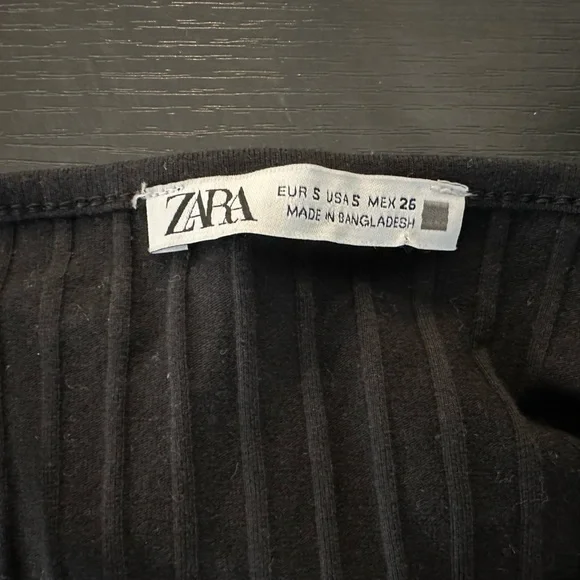 ZARA
EUR S USA S MEX 26
MADE IN BANGLADESH